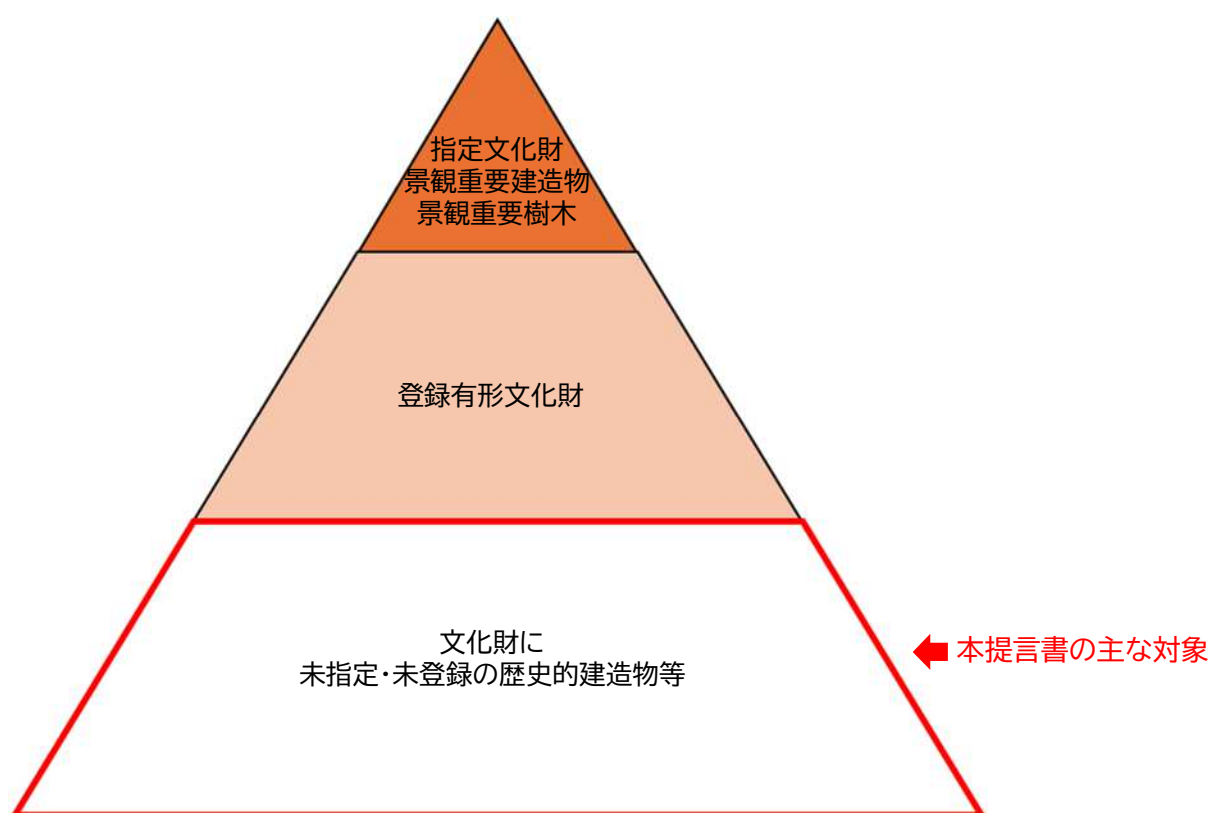 指定文化財
景観重要建造物
景観重要樹木
登録有形文化財
文化財に
未指定・未登録の歴史的建造物等
本提言書の主な対象